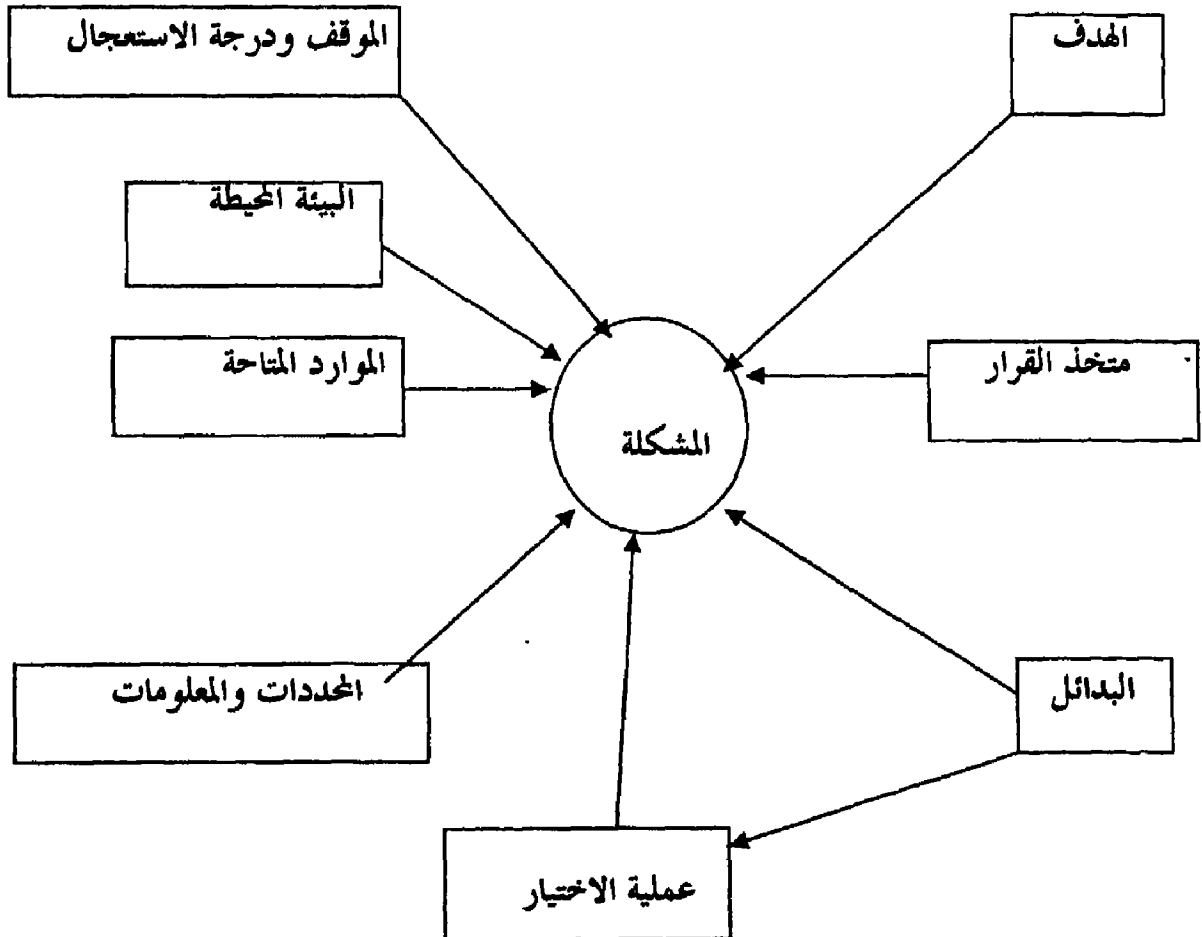 الهدف
الموقف ودرجة الاستعجال
البيئة المحيطة
متخذ القرار
الموارد المتاحة
المشكلة
البدائل
المحددات والمعلومات
عملية الاختيار